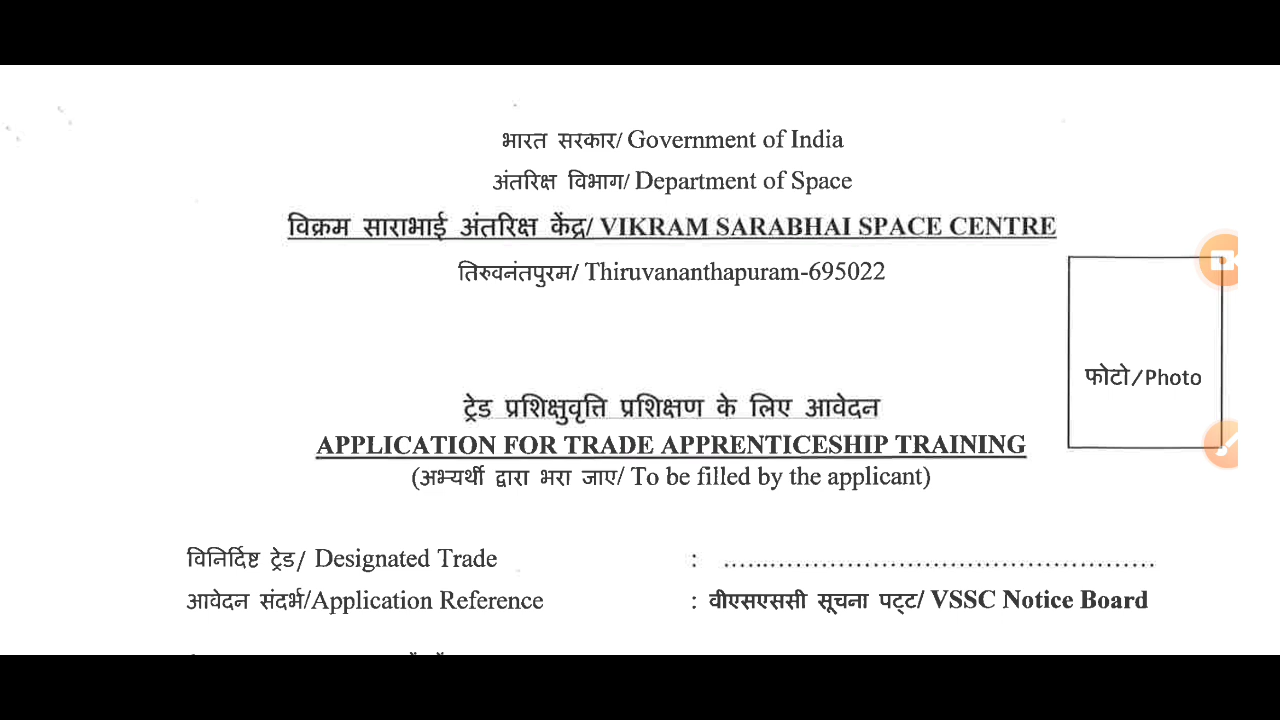 भारत सरकार/ Government of India
अंतरिक्ष विभाग/ Department of Space
विक्रम साराभाई अंतरिक्ष केंद्र/ VIKRAM SARABHAI SPACE CENTRE
तिरुवनंतपुरम/ Thiruvananthapuram-695022
फोटो/Photo
ट्रेड प्रशिक्षुवृत्ति प्रशिक्षण के लिए आवेदन
APPLICATION FOR TRADE APPRENTICESHIP TRAINING
(अभ्यर्थी द्वारा भरा जाए/ To be filled by the applicant)
विनिर्दिष्ट ट्रेड/ Designated Trade : ......................................................
आवेदन संदर्भ/Application Reference : वीएसएससी सूचना पट्ट/ VSSC Notice Board